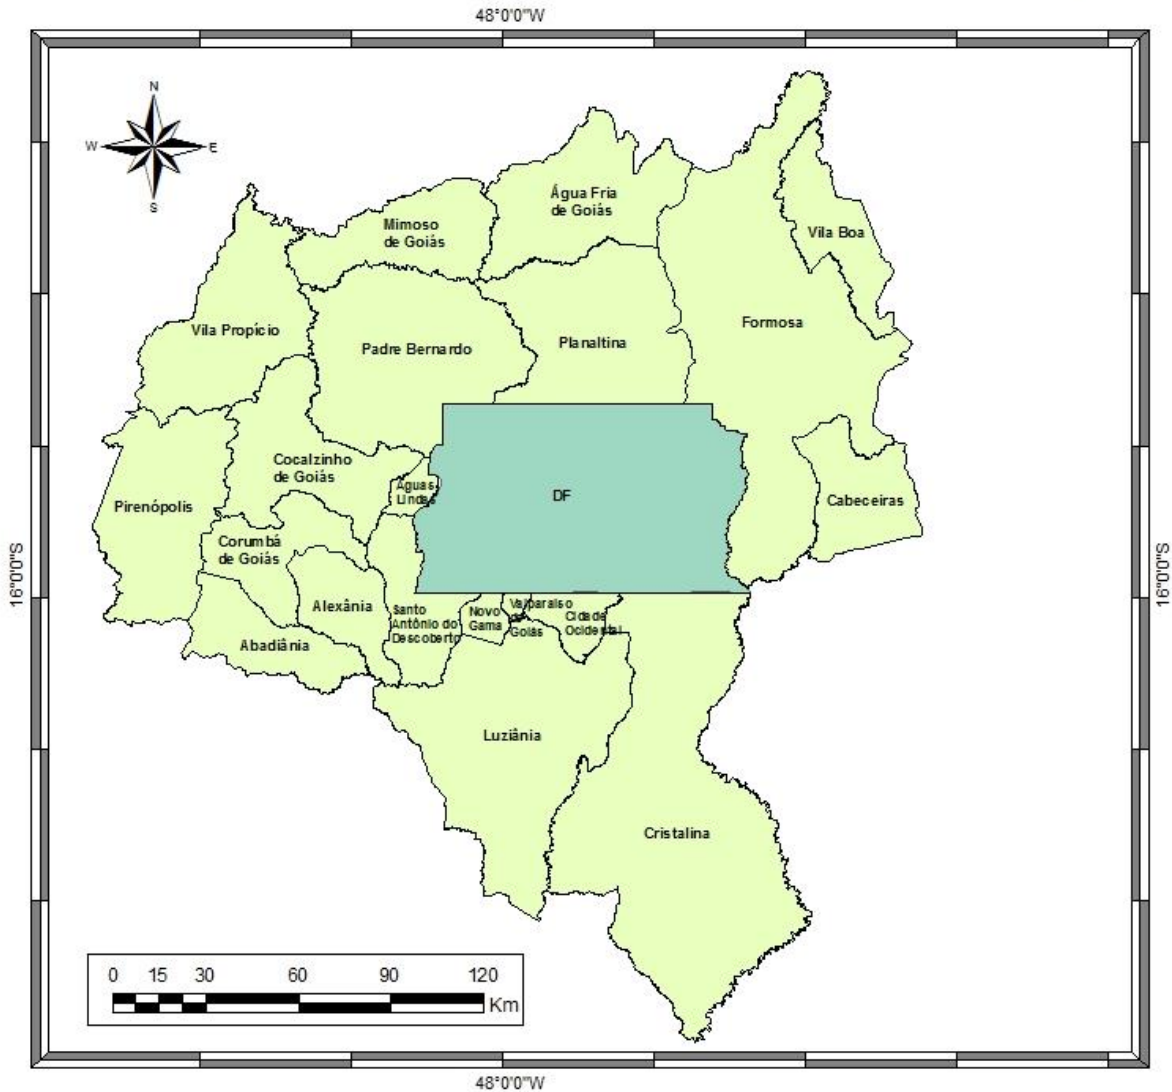 48°0'0"W
N
W
E
S
Água Fria
de Goiás
Mimoso
de Goiás
Vila Boa
Formosa
Vila Propício
Padre Bernardo
Planaltina
Cocalzinho
de Goiás
Águas
Lindas
DF
Cabeceiras
Pirenópolis
Corumbá
de Goiás
Alexânia
Abadiânia
Santo
Antônio do
Descoberto
Novo
Gama
Valparaiso
de
Goiás
Cidade
Ocidental
Luziânia
Cristalina
16°0'0"S
16°0'0"S
0 15 30 60 90 120
Km
48°0'0"W